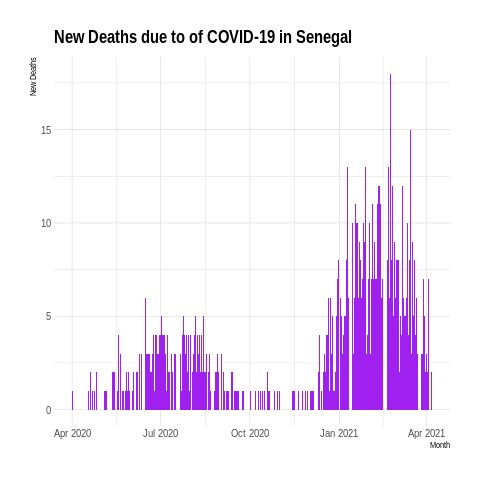 New Deaths due to of COVID-19 in Senegal
New Deaths
15
10
5
0
Apr 2020 Jul 2020 Oct 2020 Jan 2021 Apr 2021
Month